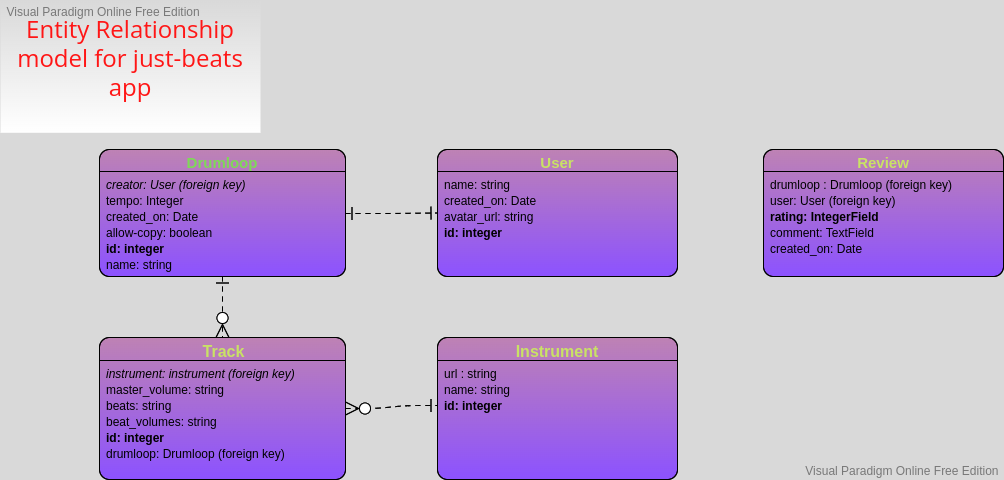 Visual Paradigm Online Free Edition
Entity Relationship
model for just-beats
app
Drumloop
creator: User (foreign key)
tempo: Integer
created_on: Date
allow-copy: boolean
id: integer
name: string
User
name: string
created_on: Date
avatar_url: string
id: integer
Review
drumloop : Drumloop (foreign key)
user: User (foreign key)
rating: IntegerField
comment: TextField
created_on: Date
Track
instrument: instrument (foreign key)
master_volume: string
beats: string
beat_volumes: string
id: integer
drumloop: Drumloop (foreign key)
Instrument
url : string
name: string
id: integer
Visual Paradigm Online Free Edition